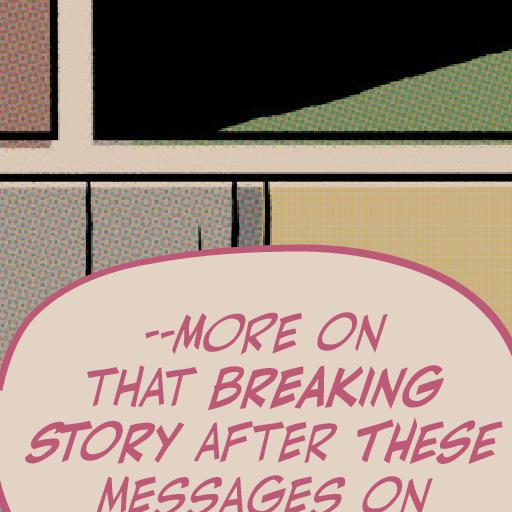 --MORE ON
THAT BREAKING
STORY AFTER THESE
MESSAGES ON